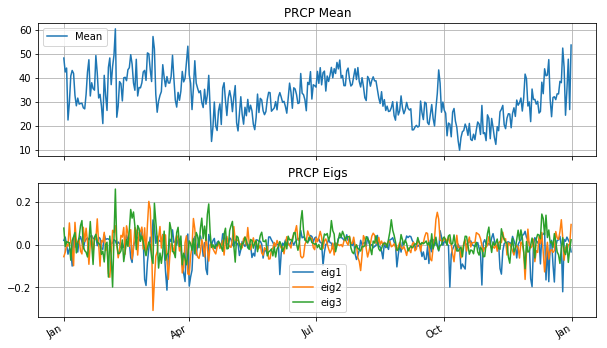 PRCP Mean
60
50
40
30
20
10
Mean
PRCP Eigs
0.2
0.0
−0.2
eig1
eig2
eig3
Jan
Apr
Jul
Oct
Jan